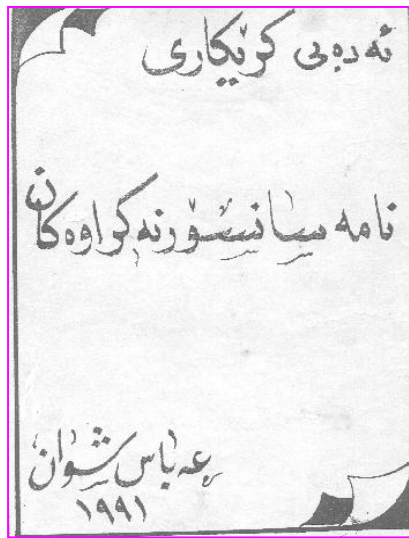 ئەدەبی کرێکاری
نامە سانسۆرنەکراوەکان
عەباس شوان
١٩٩١